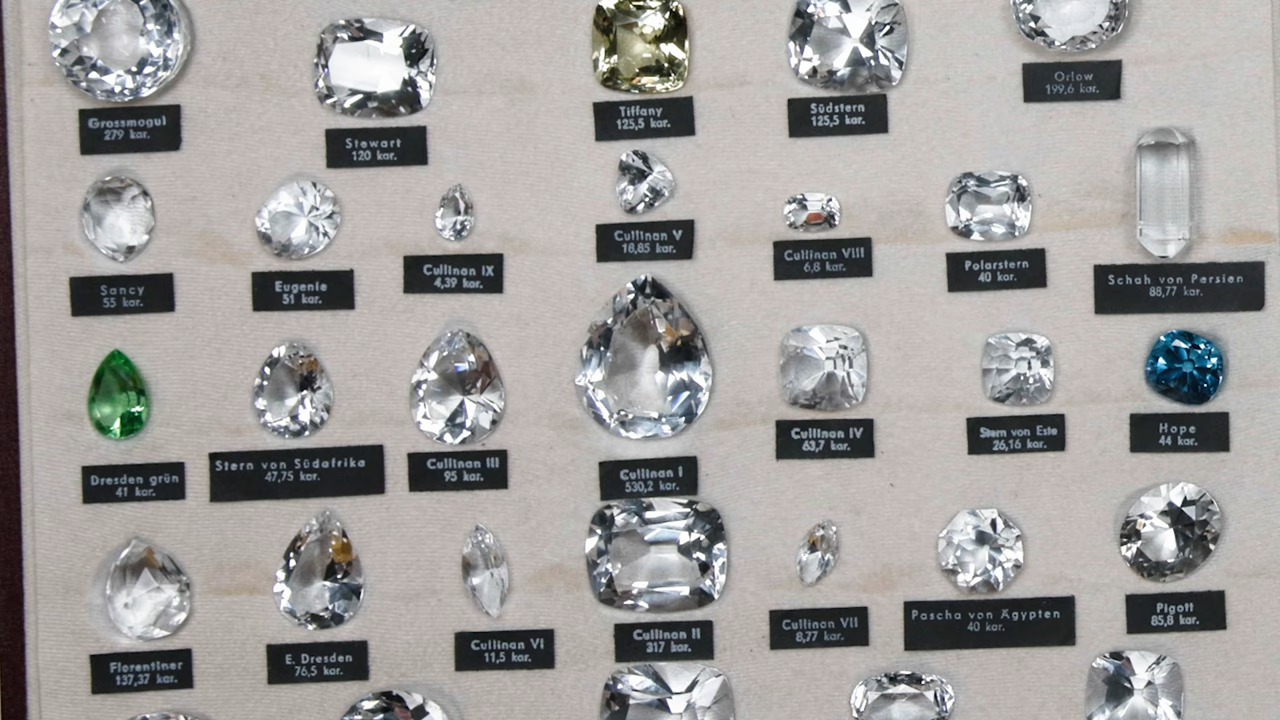 Grossmogul
279 kar.
Stewart
120 kar.
Tiffany
125,5 kar.
Südstern
125,5 kar.
Orlow
199,6 kar.
Sancy
55 kar.
Eugenie
51 kar.
Cullinan IX
4,39 kar.
Cullinan V
18,85 kar.
Cullinan VIII
6,8 kar.
Polarstern
40 kar.
Schah von Persien
88,77 kar.
Dresden grün
41 kar.
Stern von Südafrika
47,75 kar.
Cullinan III
95 kar.
Cullinan I
530,2 kar.
Cullinan IV
63,7 kar.
Stern von Este
26,16 kar.
Hope
44 kar.
Florentiner
137,37 kar.
E. Dresden
76,5 kar.
Cullinan VI
11,5 kar.
Cullinan II
317 kar.
Cullinan VII
8,77 kar.
Pascha von Ägypten
40 kar.
Pigott
85,8 kar.